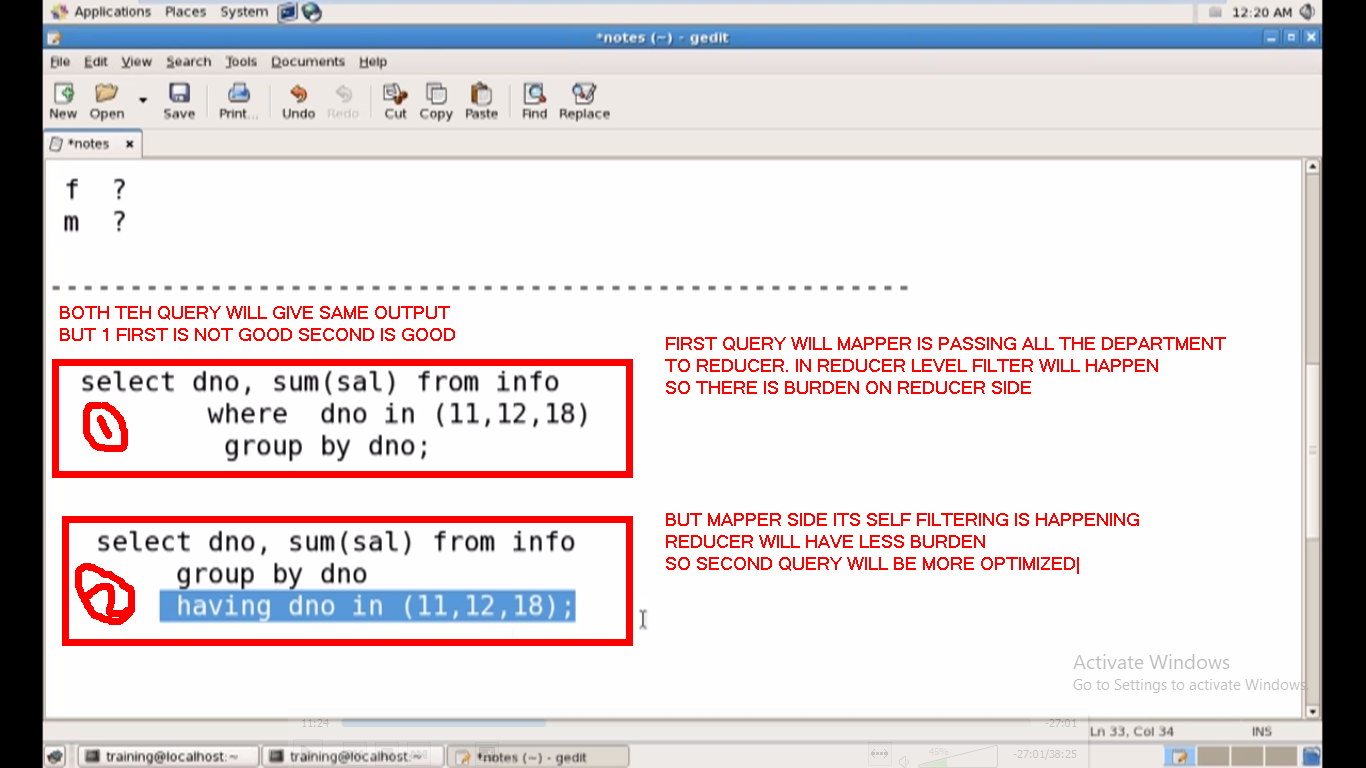 Applications Places System 12:20 AM
*notes (~) - gedit
File Edit View Search Tools Documents Help
New Open Save Print... Undo Redo Cut Copy Paste Find Replace
*notes
f ?
m ?
-----------------------------------------------------
BOTH TEH QUERY WILL GIVE SAME OUTPUT
BUT 1 FIRST IS NOT GOOD SECOND IS GOOD
FIRST QUERY WILL MAPPER IS PASSING ALL THE DEPARTMENT
TO REDUCER. IN REDUCER LEVEL FILTER WILL HAPPEN
SO THERE IS BURDEN ON REDUCER SIDE
select dno, sum(sal) from info
where dno in (11,12,18)
group by dno;
1
BUT MAPPER SIDE ITS SELF FILTERING IS HAPPENING
REDUCER WILL HAVE LESS BURDEN
SO SECOND QUERY WILL BE MORE OPTIMIZED
select dno, sum(sal) from info
group by dno
having dno in (11,12,18);
2
Activate Windows
Go to Settings to activate Windows.
11:24 -27:01
Ln 33, Col 34 INS
training@localhost:~ training@localhost:~ *notes (~) - gedit
45% -27:01/38:25